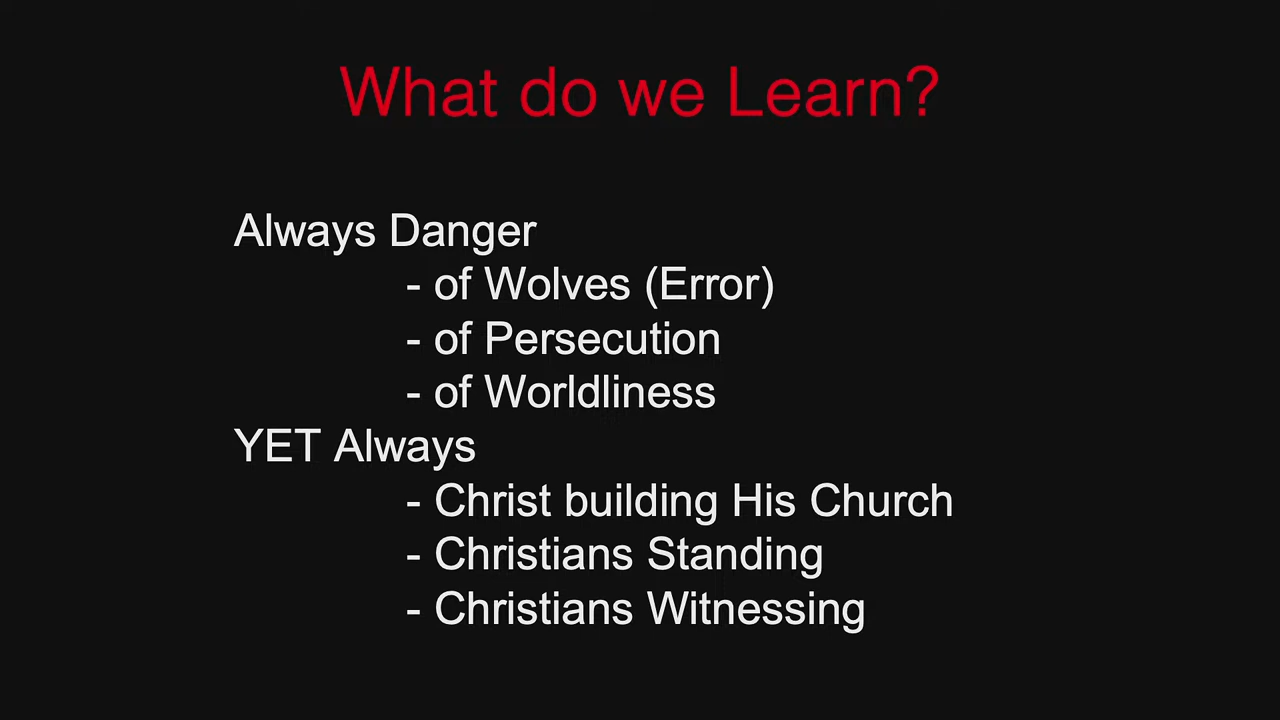 What do we Learn?
Always Danger
- of Wolves (Error)
- of Persecution
- of Worldliness
YET Always
- Christ building His Church
- Christians Standing
- Christians Witnessing